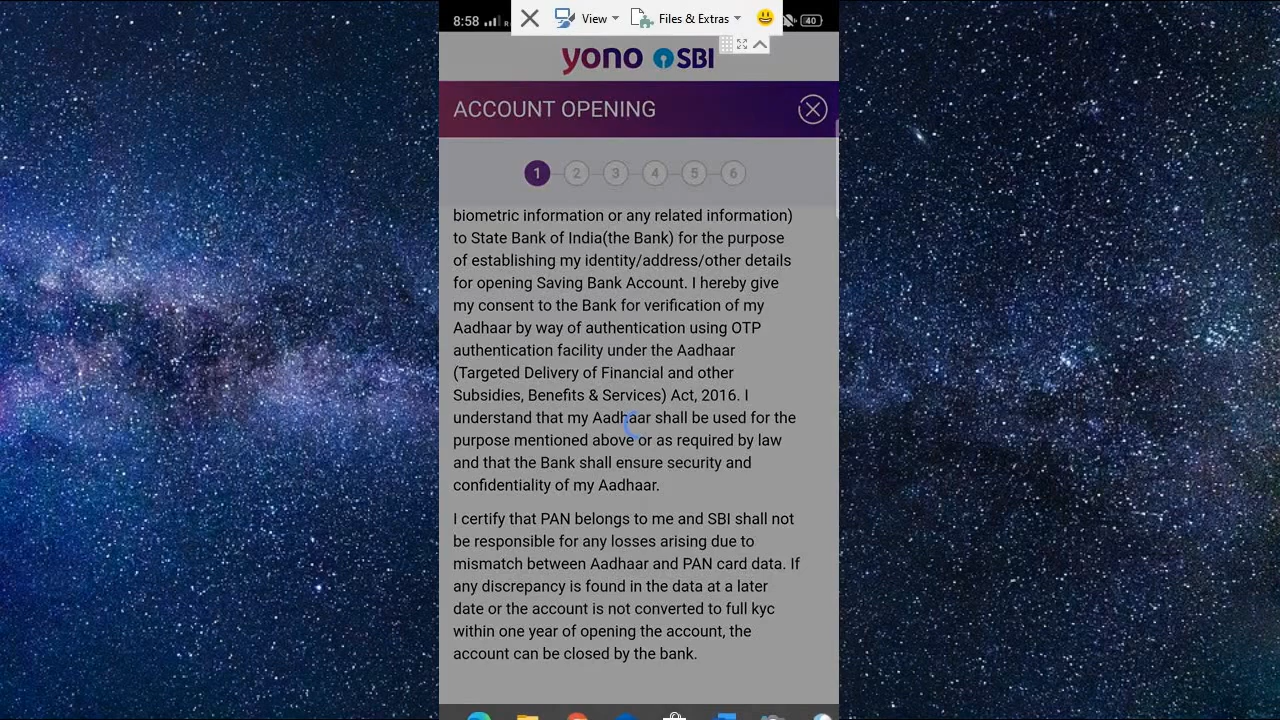 8:58
View
Files & Extras
40
yono SBI
ACCOUNT OPENING
1 2 3 4 5 6
biometric information or any related information)
to State Bank of India(the Bank) for the purpose
of establishing my identity/address/other details
for opening Saving Bank Account. I hereby give
my consent to the Bank for verification of my
Aadhaar by way of authentication using OTP
authentication facility under the Aadhaar
(Targeted Delivery of Financial and other
Subsidies, Benefits & Services) Act, 2016. I
understand that my Aadhaar shall be used for the
purpose mentioned above or as required by law
and that the Bank shall ensure security and
confidentiality of my Aadhaar.
I certify that PAN belongs to me and SBI shall not
be responsible for any losses arising due to
mismatch between Aadhaar and PAN card data. If
any discrepancy is found in the data at a later
date or the account is not converted to full kyc
within one year of opening the account, the
account can be closed by the bank.